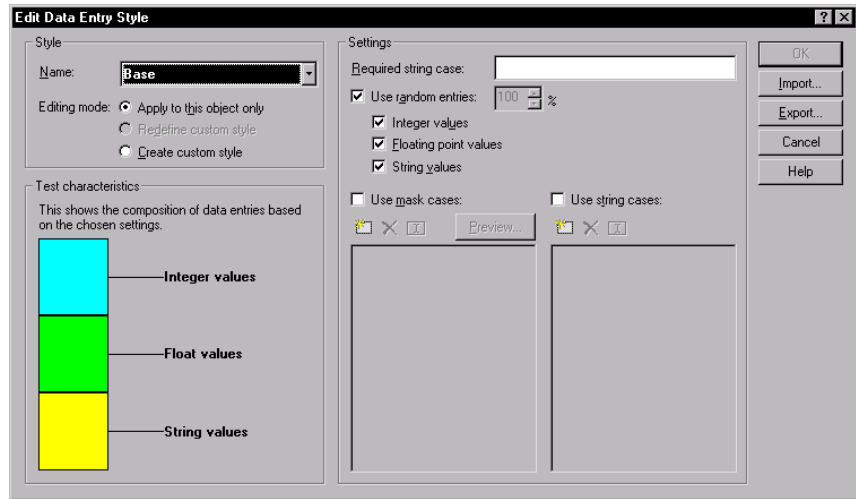 Edit Data Entry Style
Style
Name:
Base
Editing mode:
Apply to this object only
Redefine custom style
Create custom style
Test characteristics
This shows the composition of data entries based
on the chosen settings.
Integer values
Float values
String values
Settings
Required string case:
Use random entries:
100
%
Integer values
Floating point values
String values
Use mask cases:
Preview...
Use string cases:
OK
Import...
Export...
Cancel
Help